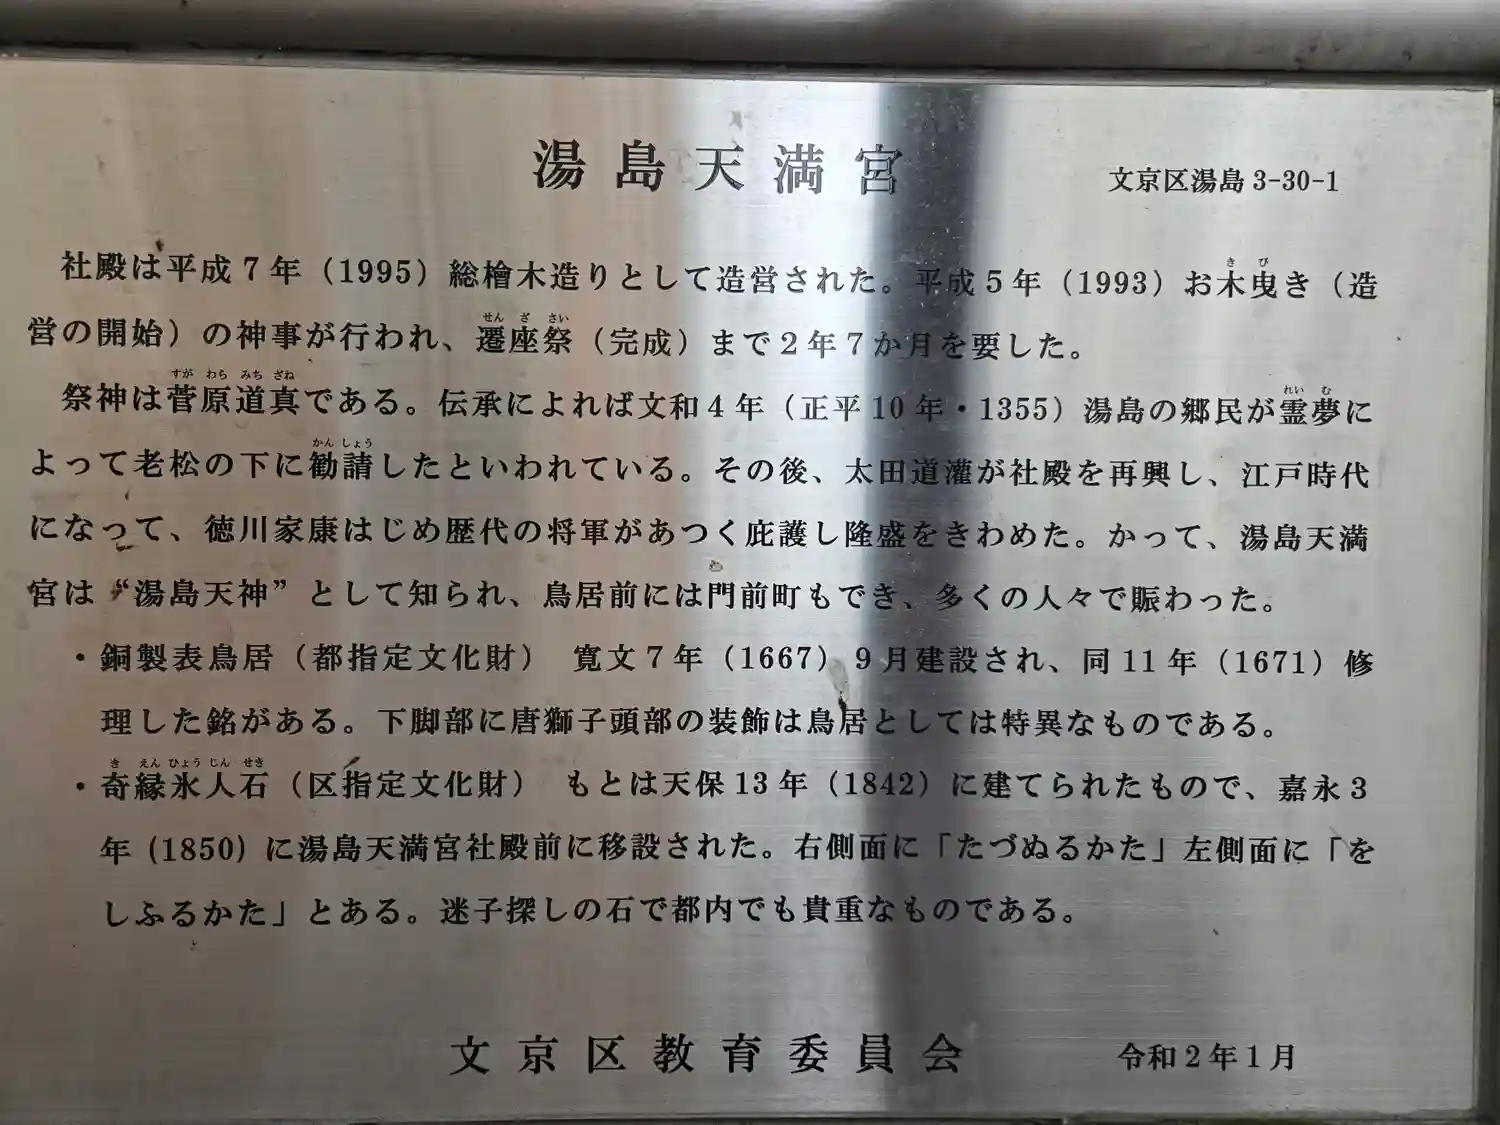 湯島天満宮 文京区湯島3-30-1
社殿は平成7年（1995）総檜木造りとして造営された。平成5年（1993）お木曳き（造
営の開始）の神事が行われ、遷座祭（完成）まで2年7か月を要した。
祭神は菅原道真である。伝承によれば文和4年（正平10年・1355）湯島の郷民が霊夢に
よって老松の下に勧請したといわれている。その後、太田道灌が社殿を再興し、江戸時代
になって、徳川家康はじめ歴代の将軍があつく庇護し隆盛をきわめた。かって、湯島天満
宮は“湯島天神”として知られ、鳥居前には門前町もでき、多くの人々で賑わった。
・銅製表鳥居（都指定文化財）　寛文7年（1667）9月建設され、同11年（1671）修
理した銘がある。下脚部に唐獅子頭部の装飾は鳥居としては特異なものである。
・奇縁氷人石（区指定文化財）　もとは天保13年（1842）に建てられたもので、嘉永3
年(1850)に湯島天満宮社殿前に移設された。右側面に「たづぬるかた」左側面に「を
しふるかた」とある。迷子探しの石で都内でも貴重なものである。
文京区教育委員会 令和2年1月